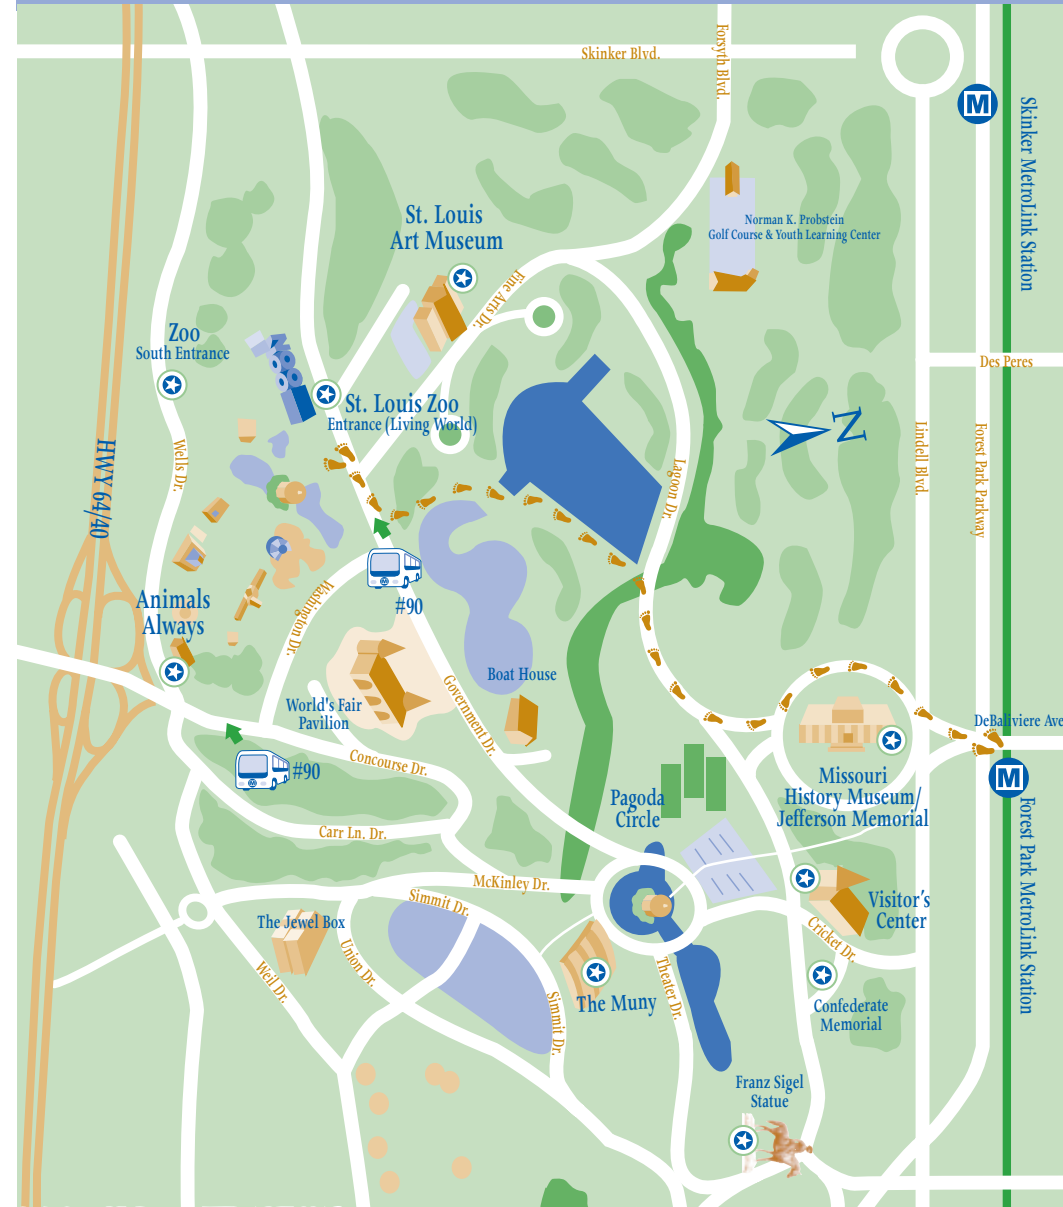 Skinker Blvd.
Forsyth Blvd.
M
Skinker MetroLink Station
St. Louis
Art Museum
Norman K. Probstein
Golf Course & Youth Learning Center
Fine Arts Dr.
Zoo
South Entrance
Des Peres
St. Louis Zoo
Entrance (Living World)
N
HWY 64/40
Wells Dr.
Lagoon Dr.
Lindell Blvd.
Forest Park Parkway
Animals
Always
Washington Dr.
#90
World's Fair
Pavilion
Boat House
Government Dr.
DeBaliviere Ave
#90
Concourse Dr.
Pagoda
Circle
Missouri
History Museum/
Jefferson Memorial
M
Forest Park MetroLink Station
Carr Ln. Dr.
McKinley Dr.
Simmit Dr.
Visitor's
Center
The Jewel Box
Cricket Dr.
Union Dr.
Weil Dr.
Theater Dr.
Simmit Dr.
The Muny
Confederate
Memorial
Franz Sigel
Statue